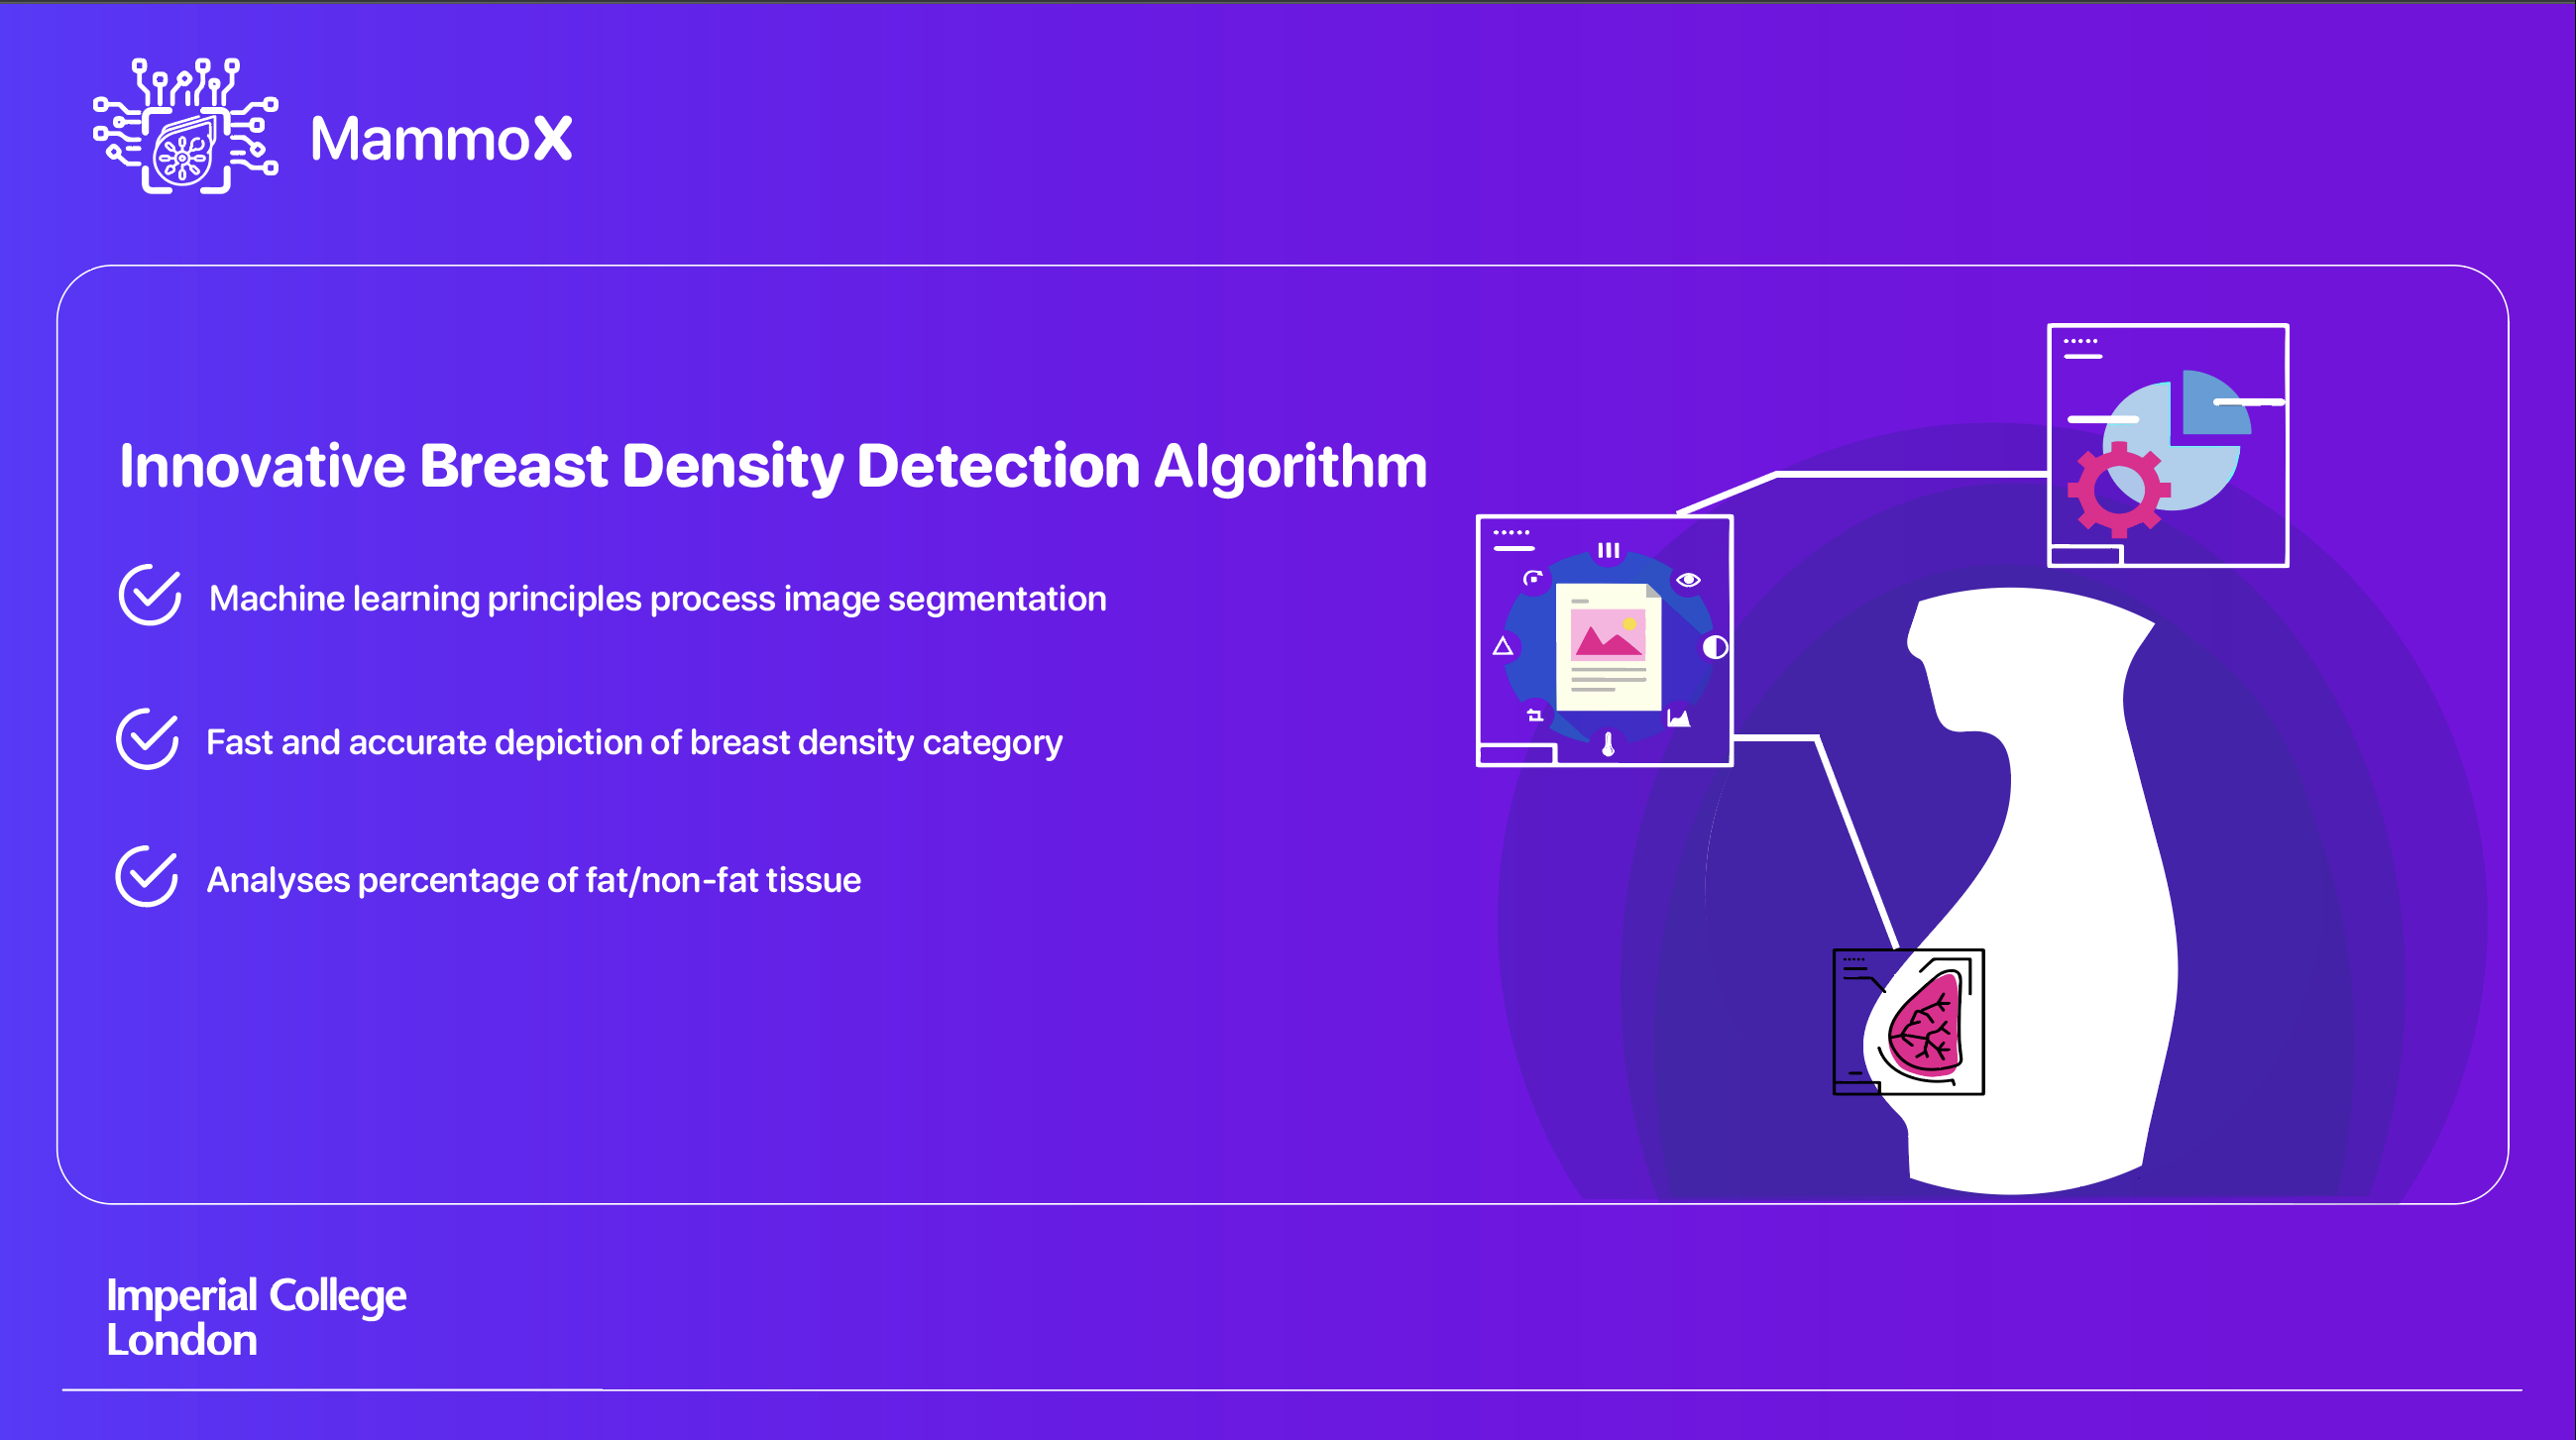 MammoX
Innovative Breast Density Detection Algorithm
Machine learning principles process image segmentation
Fast and accurate depiction of breast density category
Analyses percentage of fat/non-fat tissue
Imperial College
London